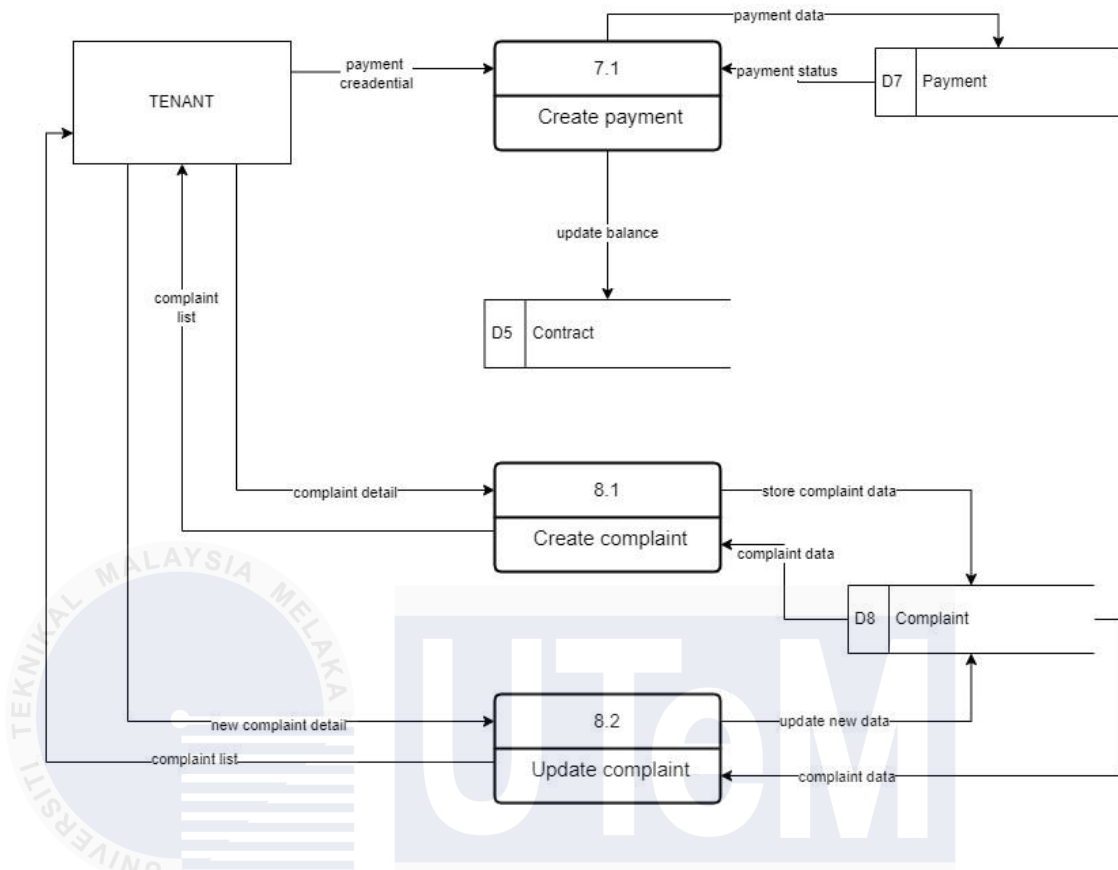 payment data
TENANT
payment
creadential
7.1
Create payment
payment status
D7
Payment
update balance
complaint
list
D5
Contract
complaint detail
8.1
Create complaint
store complaint data
complaint data
D8
Complaint
new complaint detail
8.2
Update complaint
update new data
complaint list
complaint data
UNIVERSITI TEKNIKAL MALAYSIA MELAKA
UTeM